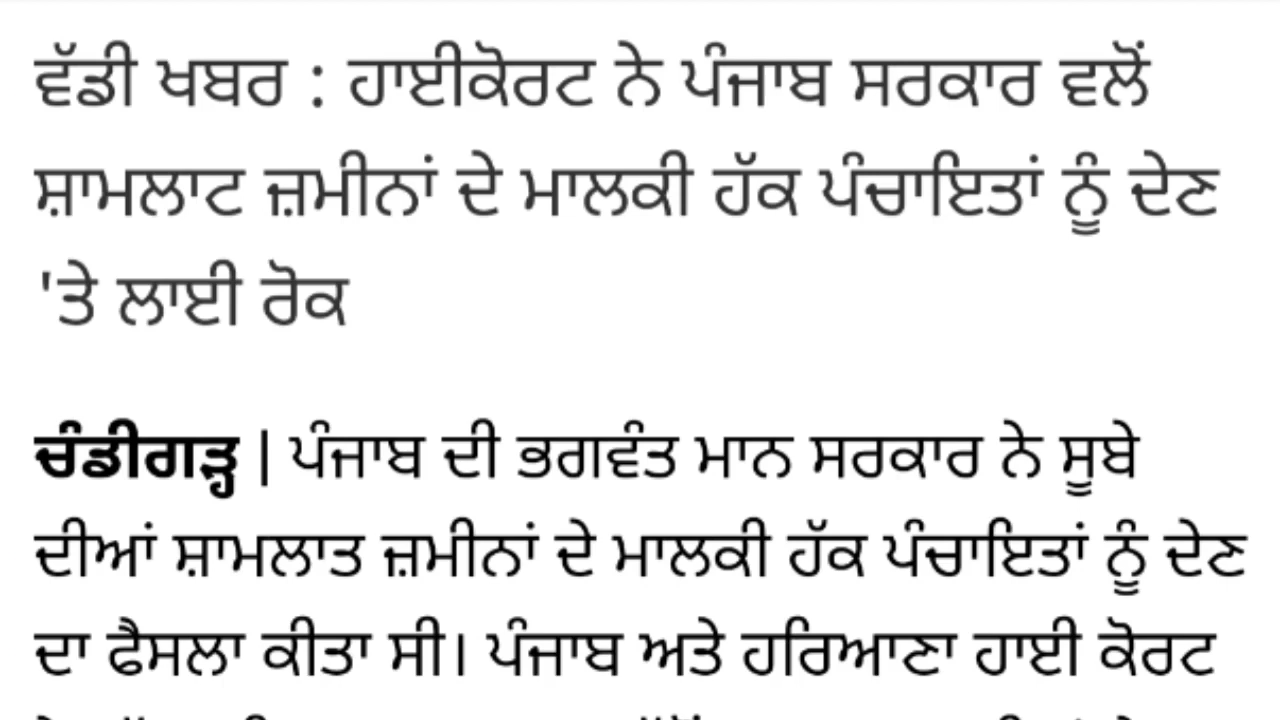 ਵੱਡੀ ਖਬਰ : ਹਾਈਕੋਰਟ ਨੇ ਪੰਜਾਬ ਸਰਕਾਰ ਵਲੋਂ
ਸ਼ਾਮਲਾਟ ਜ਼ਮੀਨਾਂ ਦੇ ਮਾਲਕੀ ਹੱਕ ਪੰਚਾਇਤਾਂ ਨੂੰ ਦੇਣ
'ਤੇ ਲਾਈ ਰੋਕ
ਚੰਡੀਗੜ੍ਹ | ਪੰਜਾਬ ਦੀ ਭਗਵੰਤ ਮਾਨ ਸਰਕਾਰ ਨੇ ਸੂਬੇ
ਦੀਆਂ ਸ਼ਾਮਲਾਤ ਜ਼ਮੀਨਾਂ ਦੇ ਮਾਲਕੀ ਹੱਕ ਪੰਚਾਇਤਾਂ ਨੂੰ ਦੇਣ
ਦਾ ਫੈਸਲਾ ਕੀਤਾ ਸੀ। ਪੰਜਾਬ ਅਤੇ ਹਰਿਆਣਾ ਹਾਈ ਕੋਰਟ